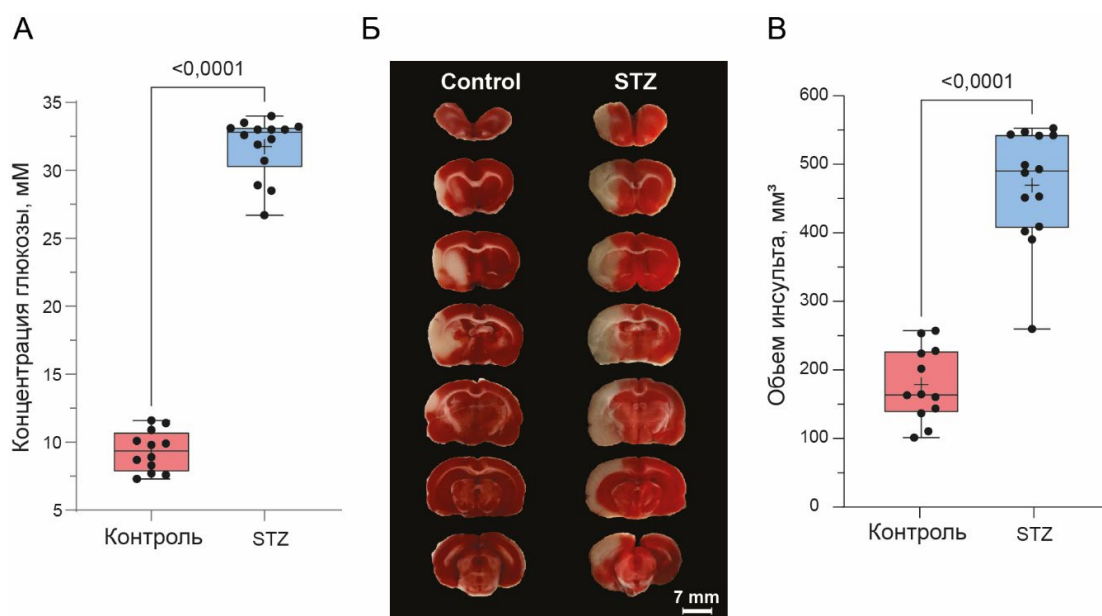 А
<0,0001
Концентрация глюкозы, мМ
35
30
25
20
15
10
5
Контроль
STZ
Б
Control
STZ
7 mm
В
<0,0001
Обьем инсульта, мм³
600
500
400
300
200
100
0
Контроль
STZ